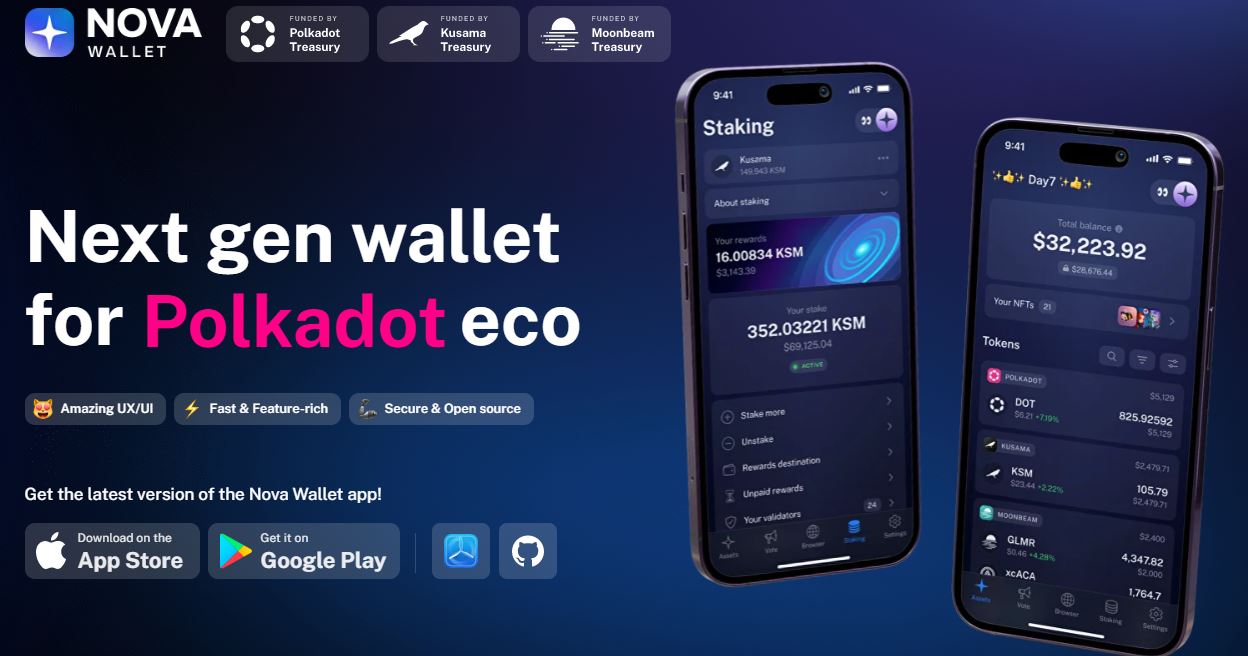 NOVA
WALLET
FUNDED BY
Polkadot
Treasury
FUNDED BY
Kusama
Treasury
FUNDED BY
Moonbeam
Treasury
Next gen wallet
for Polkadot eco
Amazing UX/UI
Fast & Feature-rich
Secure & Open source
Get the latest version of the Nova Wallet app!
Download on the
App Store
Get it on
Google Play
9:41
Staking
Kusama
149.943 KSM
About staking
Your rewards
16.00834 KSM
$3,143.39
Your stake
352.03221 KSM
$69,125.04
ACTIVE
Stake more
Unstake
Rewards destination
Unpaid rewards
Your validators
24
Assets
Vote
Browser
Staking
Settings
9:41
✨👍✨ Day7 ✨👍✨
Total balance
$32,223.92
$28,676.44
Your NFTs 21
Tokens
POLKADOT
$5,129
DOT
825.92592
$6.21 +7.19%
$5,129
KUSAMA
$2,479.71
KSM
105.79
$23.44 +2.22%
$2,479.71
MOONBEAM
$2,400
GLMR
4,347.82
$0.46 +4.28%
$2,000
xcACA
1,764.7
Assets
Vote
Browser
Staking
Settings